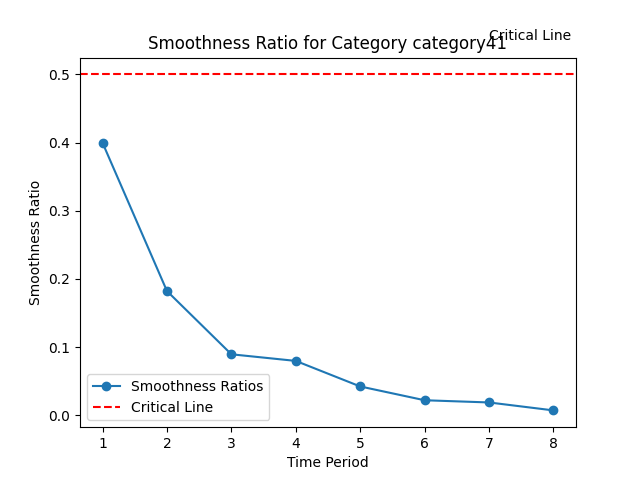 Critical Line
Smoothness Ratio for Category category41
0.5
0.4
0.3
0.2
0.1
0.0
Smoothness Ratio
Smoothness Ratios
Critical Line
1 2 3 4 5 6 7 8
Time Period